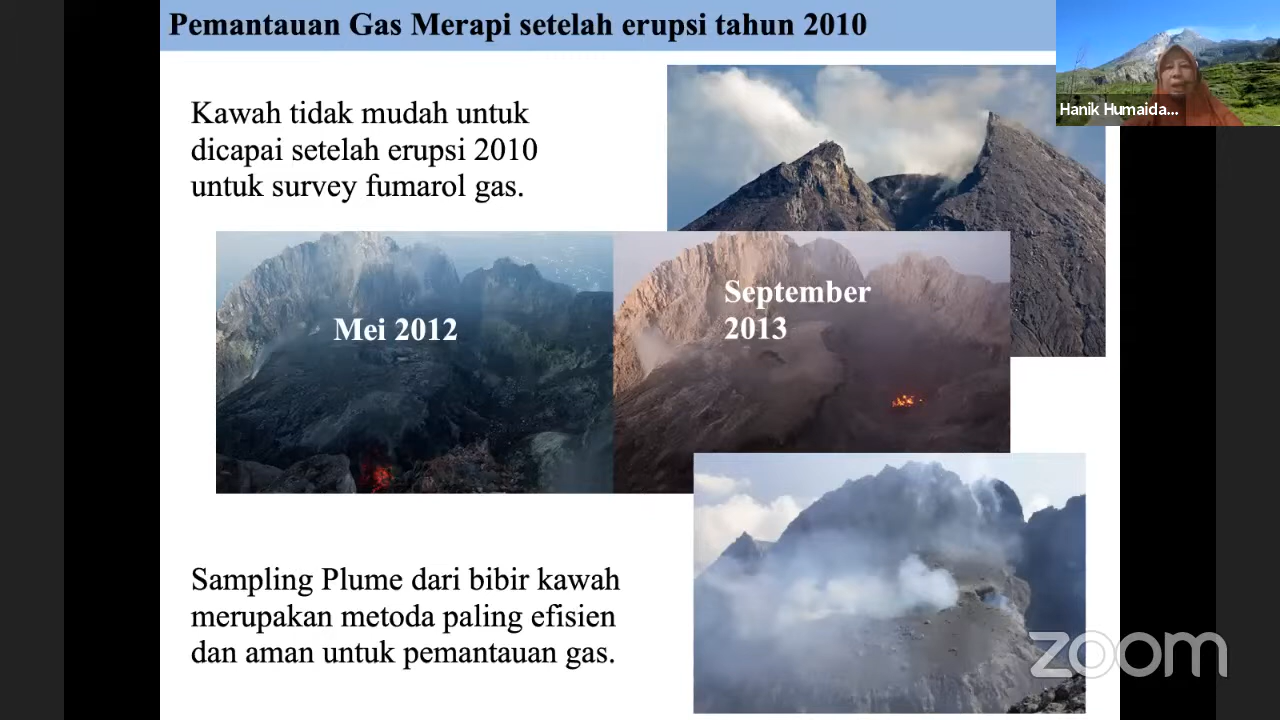 Pemantauan Gas Merapi setelah erupsi tahun 2010
Hanik Humaida...
Kawah tidak mudah untuk
dicapai setelah erupsi 2010
untuk survey fumarol gas.
Mei 2012
September
2013
Sampling Plume dari bibir kawah
merupakan metoda paling efisien
dan aman untuk pemantauan gas.
zoom